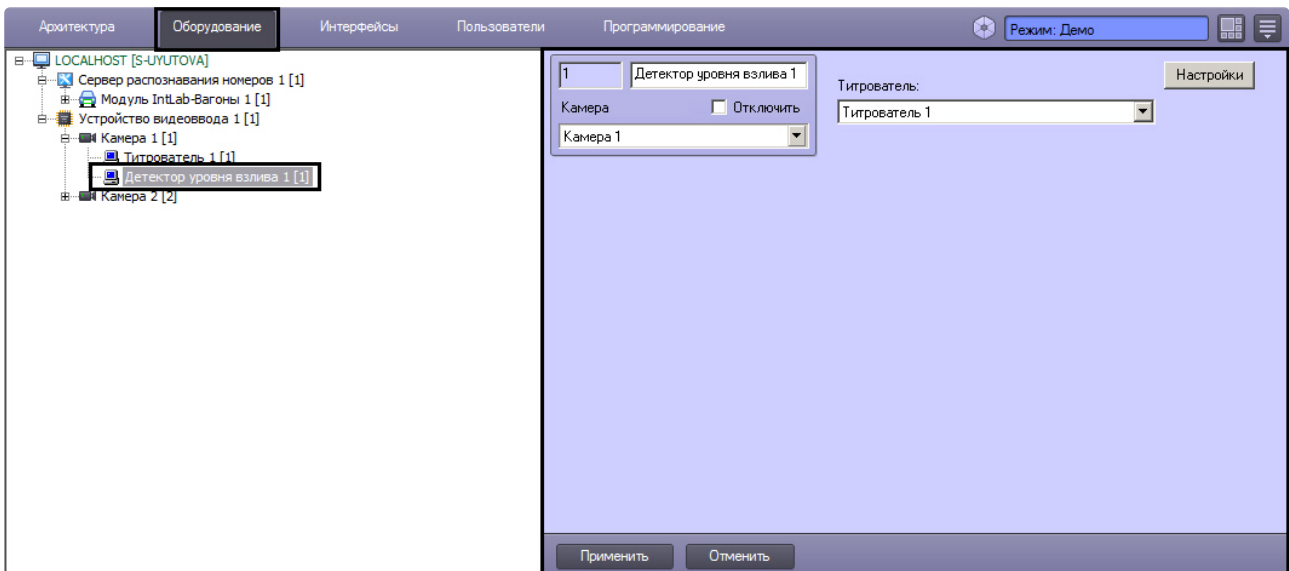 Архитектура Оборудование Интерфейсы Пользователи Программирование Режим: Демо
LOCALHOST [S-UYUTOVA]
Сервер распознавания номеров 1 [1]
Модуль IntLab-Вагоны 1 [1]
Устройство видеоввода 1 [1]
Камера 1 [1]
Титрователь 1 [1]
Детектор уровня взлива 1 [1]
Камера 2 [2]
1 Детектор уровня взлива 1
Камера Отключить
Камера 1
Титрователь:
Титрователь 1
Настройки
Применить Отменить